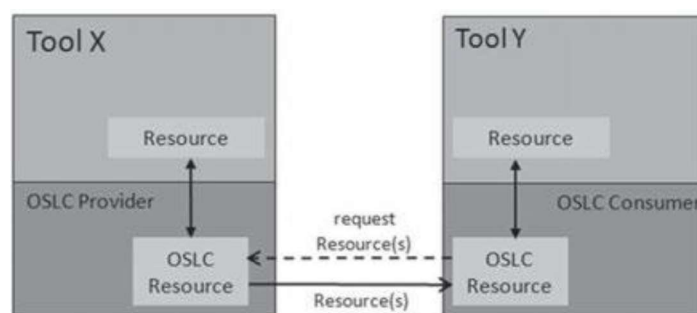 Tool X
Tool Y
Resource
Resource
OSLC Provider
OSLC Consumer
request
Resource(s)
OSLC
Resource
OSLC
Resource
Resource(s)